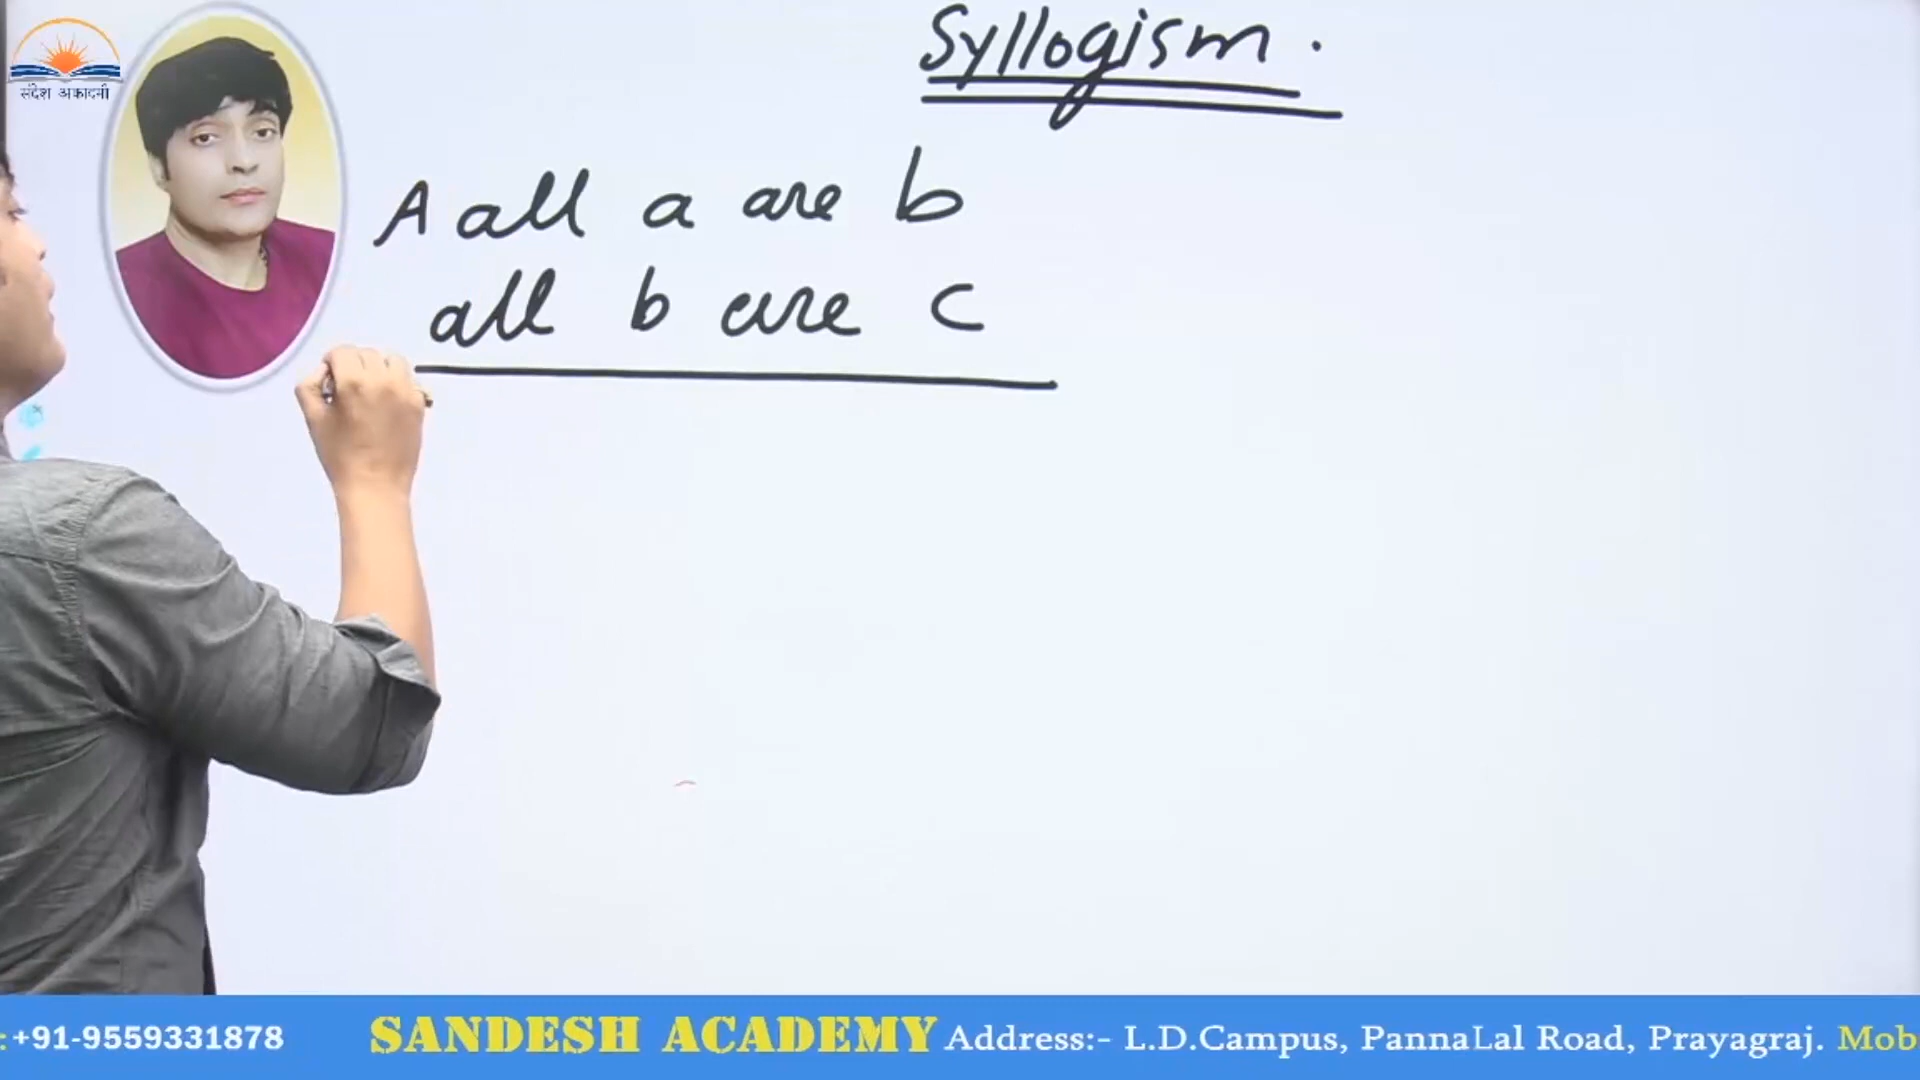 Syllogism.
संदेश अकादमी
A all a are b
all b are c
:+91-9559331878 SANDESH ACADEMY Address:- L.D.Campus, PannaLal Road, Prayagraj. Mob